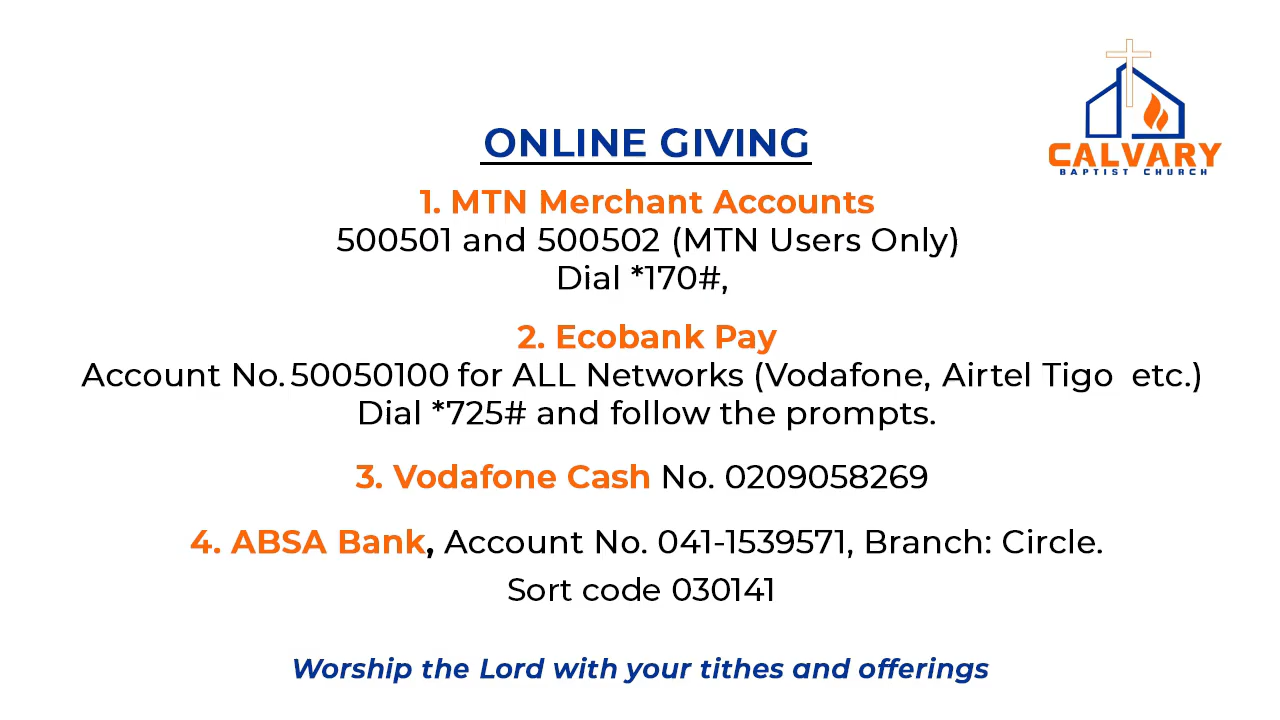 CALVARY
BAPTIST CHURCH
ONLINE GIVING
1. MTN Merchant Accounts
500501 and 500502 (MTN Users Only)
Dial *170#,
2. Ecobank Pay
Account No. 50050100 for ALL Networks (Vodafone, Airtel Tigo etc.)
Dial *725# and follow the prompts.
3. Vodafone Cash No. 0209058269
4. ABSA Bank, Account No. 041-1539571, Branch: Circle.
Sort code 030141
Worship the Lord with your tithes and offerings